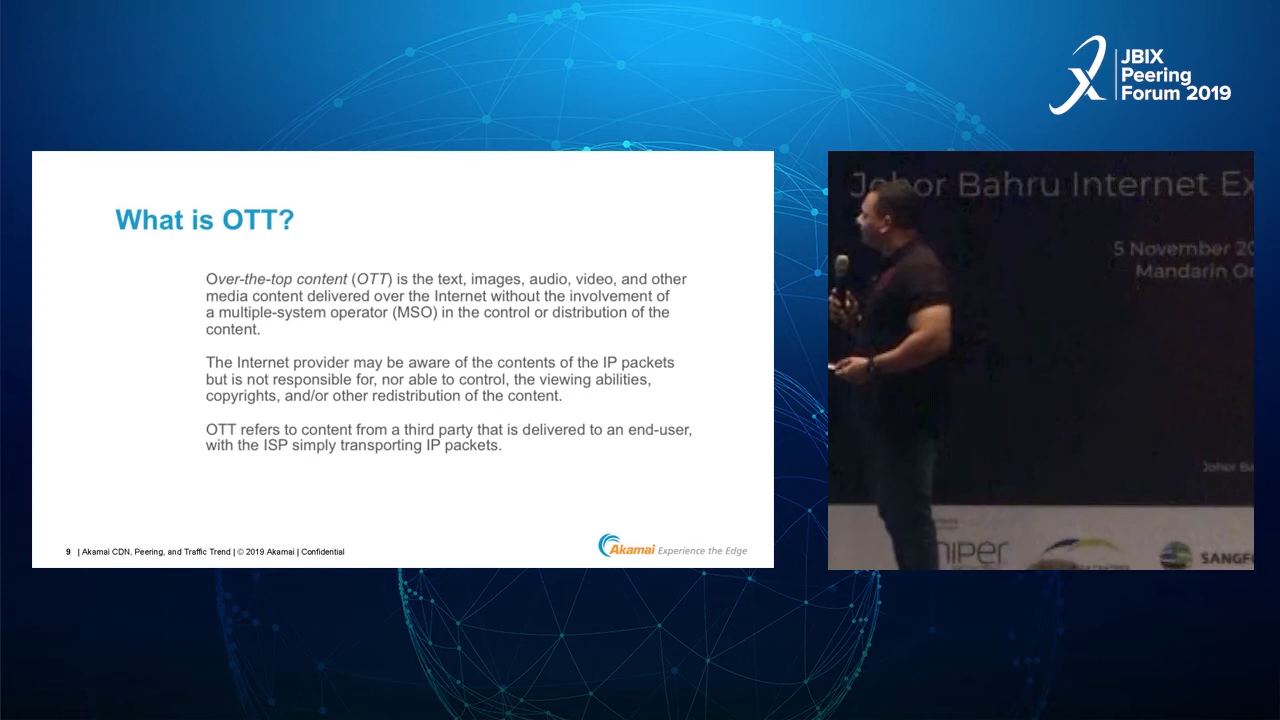 JBIX
Peering
Forum 2019
What is OTT?
Over-the-top content (OTT) is the text, images, audio, video, and other
media content delivered over the Internet without the involvement of
a multiple-system operator (MSO) in the control or distribution of the
content.
The Internet provider may be aware of the contents of the IP packets
but is not responsible for, nor able to control, the viewing abilities,
copyrights, and/or other redistribution of the content.
OTT refers to content from a third party that is delivered to an end-user,
with the ISP simply transporting IP packets.
9 | Akamai CDN, Peering, and Traffic Trend | © 2019 Akamai | Confidential
Akamai Experience the Edge
Johor Bahru Internet Ex
5 November 20
Mandarin Or
Johor Ba
niper
SANGF